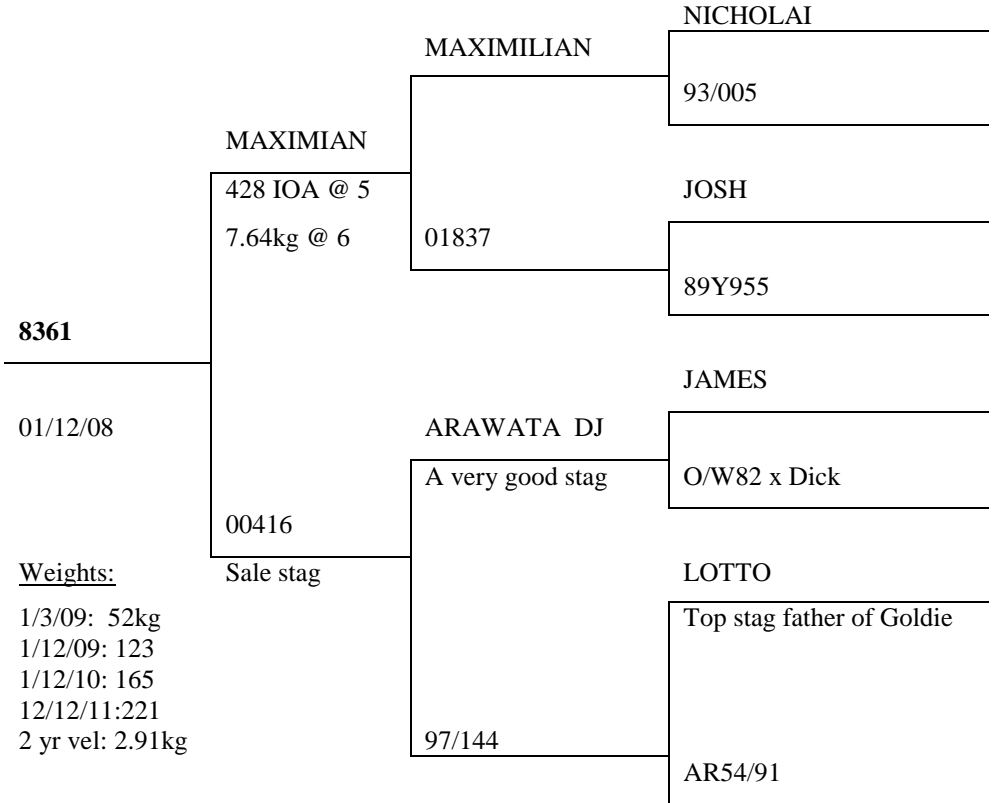 NICHOLAI
MAXIMILIAN
93/005
MAXIMIAN
428 IOA @ 5
JOSH
7.64kg @ 6
01837
89Y955
8361
JAMES
01/12/08
ARAWATA DJ
A very good stag
O/W82 x Dick
00416
Weights:
Sale stag
LOTTO
1/3/09: 52kg
Top stag father of Goldie
1/12/09: 123
1/12/10: 165
12/12/11:221
2 yr vel: 2.91kg
97/144
AR54/91